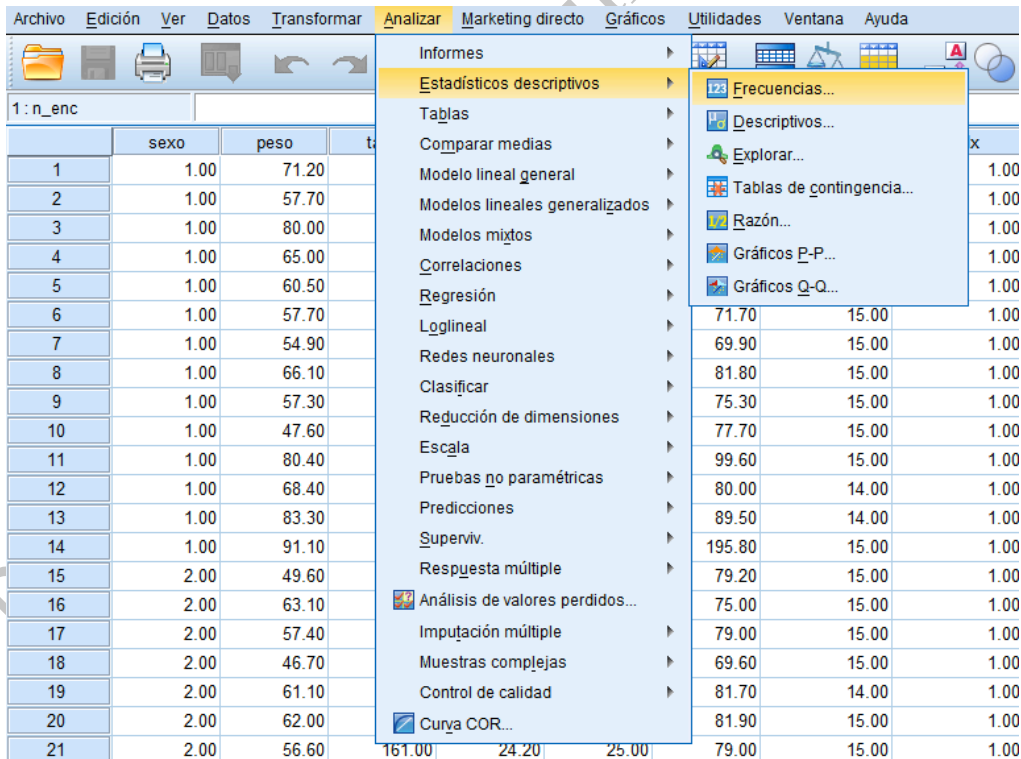 Archivo Edición Ver Datos Transformar Analizar Marketing directo Gráficos Utilidades Ventana Ayuda
A
1 : n_enc
sexo peso ta x
1 1.00 71.20 1.00
2 1.00 57.70 1.00
3 1.00 80.00 1.00
4 1.00 65.00 1.00
5 1.00 60.50 1.00
6 1.00 57.70 71.70 15.00 1.00
7 1.00 54.90 69.90 15.00 1.00
8 1.00 66.10 81.80 15.00 1.00
9 1.00 57.30 75.30 15.00 1.00
10 1.00 47.60 77.70 15.00 1.00
11 1.00 80.40 99.60 15.00 1.00
12 1.00 68.40 80.00 14.00 1.00
13 1.00 83.30 89.50 14.00 1.00
14 1.00 91.10 195.80 15.00 1.00
15 2.00 49.60 79.20 15.00 1.00
16 2.00 63.10 75.00 15.00 1.00
17 2.00 57.40 79.00 15.00 1.00
18 2.00 46.70 69.60 15.00 1.00
19 2.00 61.10 81.70 14.00 1.00
20 2.00 62.00 81.90 15.00 1.00
21 2.00 56.60 161.00 24.20 25.00 79.00 15.00 1.00
Informes
Estadísticos descriptivos
Tablas
Comparar medias
Modelo lineal general
Modelos lineales generalizados
Modelos mixtos
Correlaciones
Regresión
Loglineal
Redes neuronales
Clasificar
Reducción de dimensiones
Escala
Pruebas no paramétricas
Predicciones
Superviv.
Respuesta múltiple
Análisis de valores perdidos...
Imputación múltiple
Muestras complejas
Control de calidad
Curva COR...
123 Frecuencias...
Descriptivos...
Explorar...
Tablas de contingencia...
1/2 Razón...
Gráficos P-P...
Gráficos Q-Q...